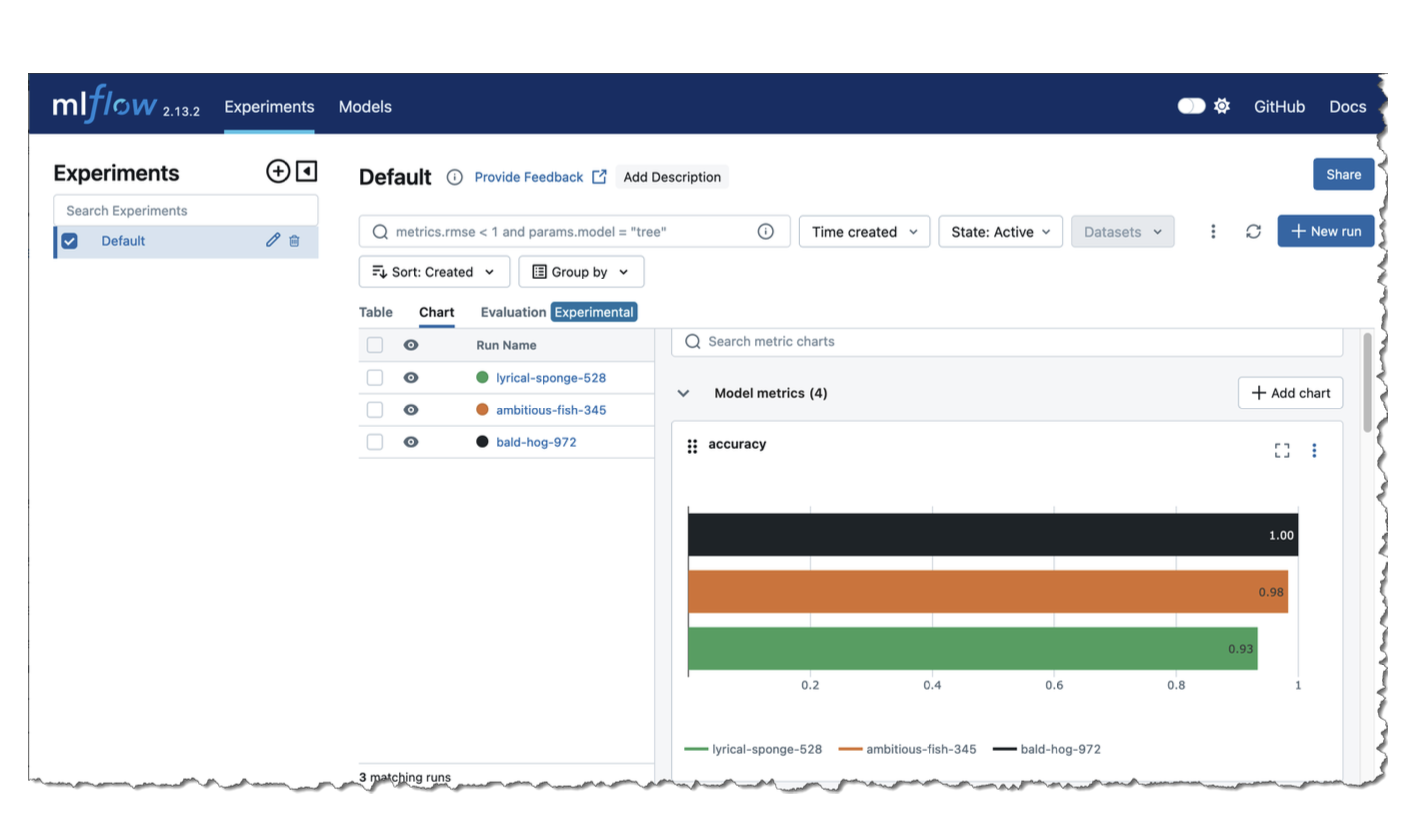 mlflow 2.13.2 Experiments Models GitHub Docs
Experiments
Search Experiments
Default
Default Provide Feedback Add Description Share
metrics.rmse < 1 and params.model = "tree" Time created State: Active Datasets New run
Sort: Created Group by
Table Chart Evaluation Experimental
Run Name
lyrical-sponge-528
ambitious-fish-345
bald-hog-972
3 matching runs
Search metric charts
Model metrics (4) Add chart
accuracy
1.00
0.98
0.93
0.2 0.4 0.6 0.8 1
lyrical-sponge-528 ambitious-fish-345 bald-hog-972